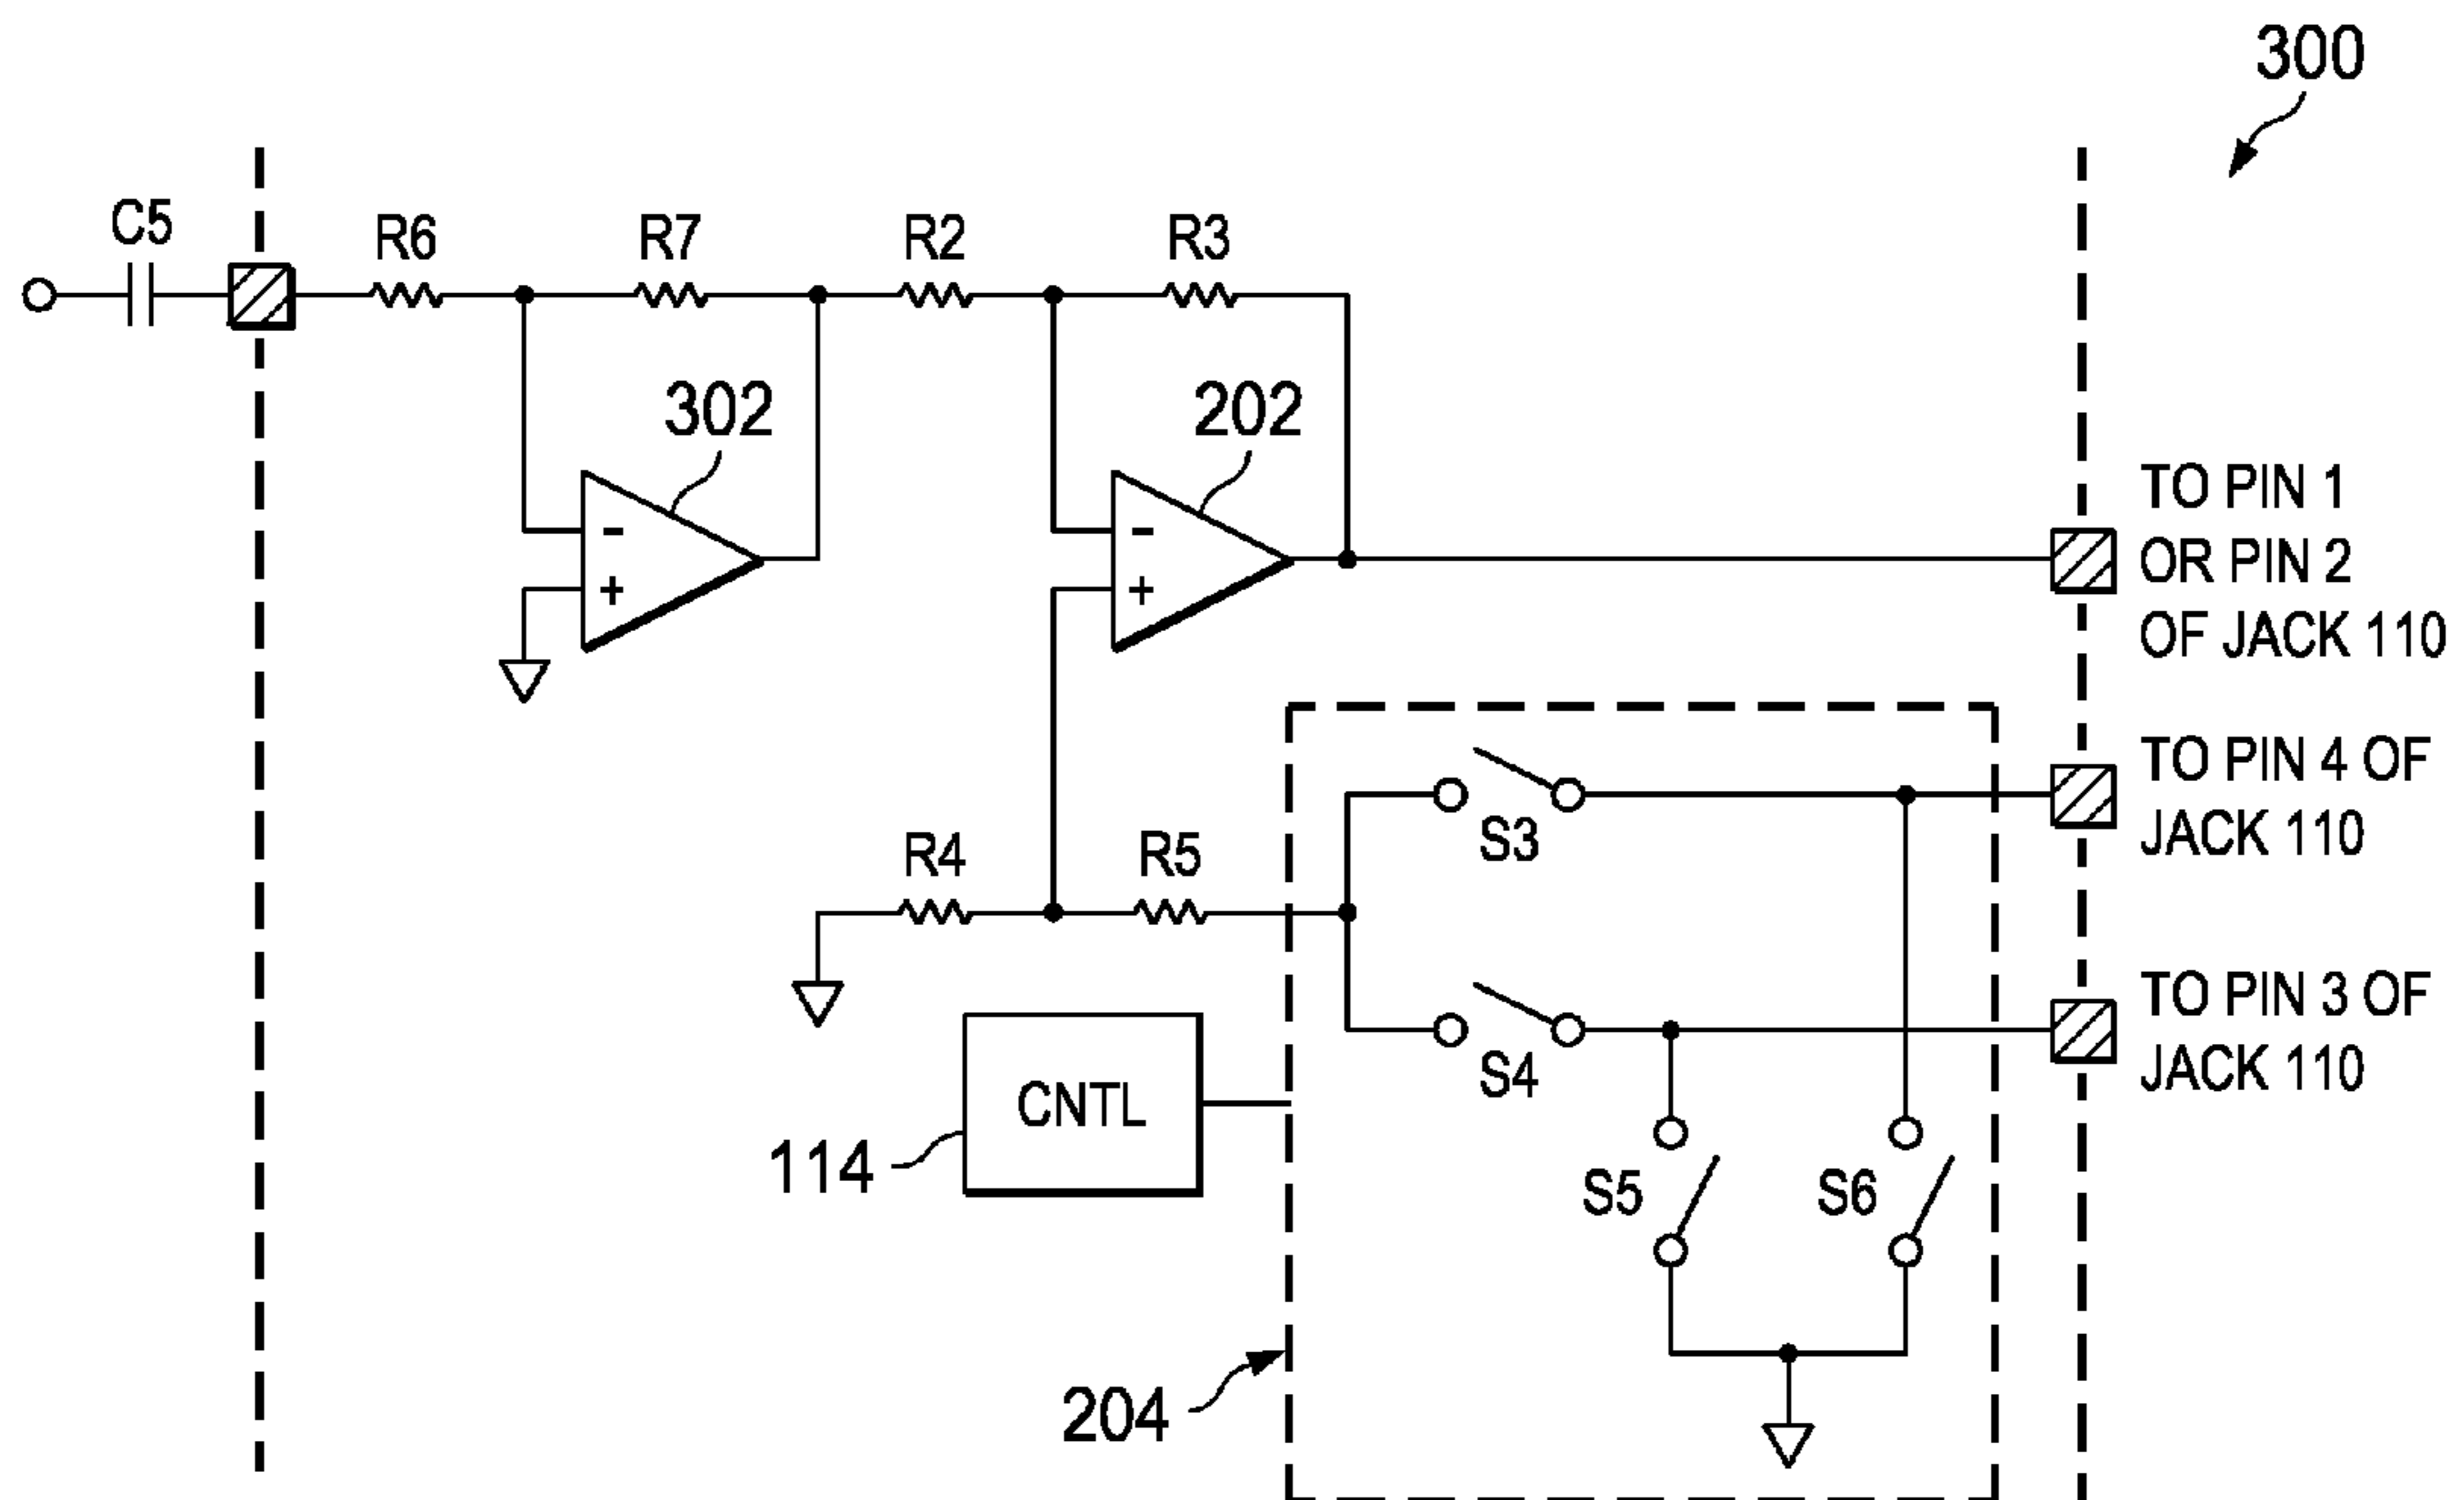 300
C5
R6
R7
R2
R3
302
202
-
+
-
+
TO PIN 1
OR PIN 2
OF JACK 110
TO PIN 4 OF
JACK 110
S3
R4
R5
TO PIN 3 OF
JACK 110
S4
CNTL
114
S5
S6
204